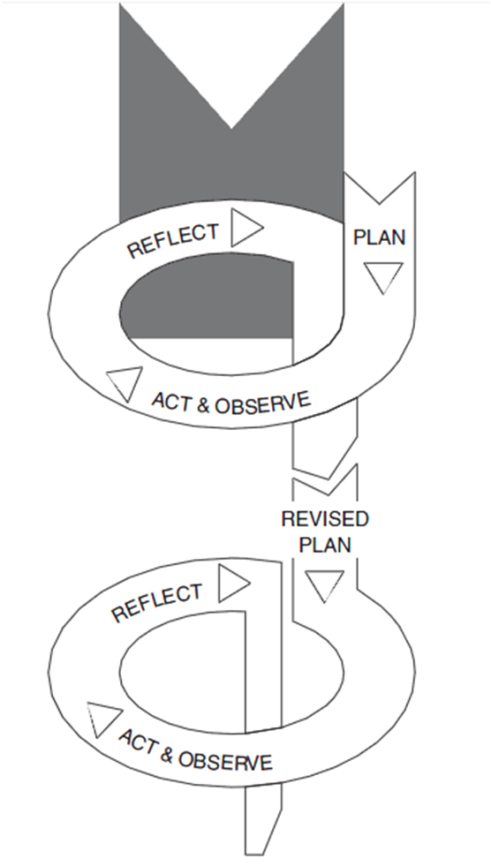 PLAN
REFLECT
ACT & OBSERVE
REVISED
PLAN
REFLECT
ACT & OBSERVE